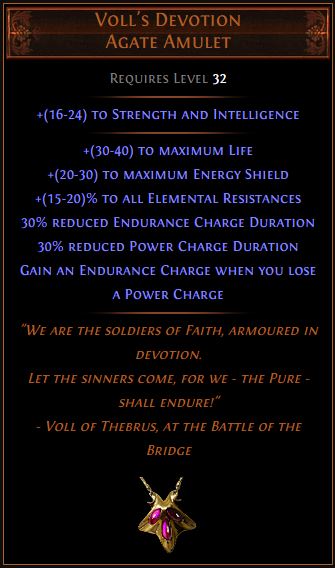 Voll's Devotion
Agate Amulet
Requires Level 32
+(16-24) to Strength and Intelligence
+(30-40) to maximum Life
+(20-30) to maximum Energy Shield
+(15-20)% to all Elemental Resistances
30% reduced Endurance Charge Duration
30% reduced Power Charge Duration
Gain an Endurance Charge when you lose
a Power Charge
"We are the soldiers of Faith, armoured in
devotion.
Let the sinners come, for we - the Pure -
shall endure!"
- Voll of Thebrus, at the Battle of the
Bridge